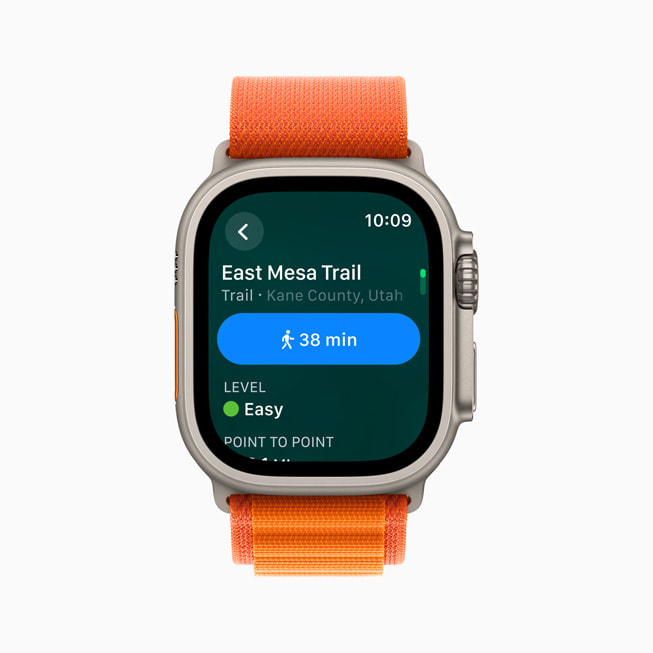 10:09
East Mesa Trail
Trail · Kane County, Utah
38 min
LEVEL
Easy
POINT TO POINT